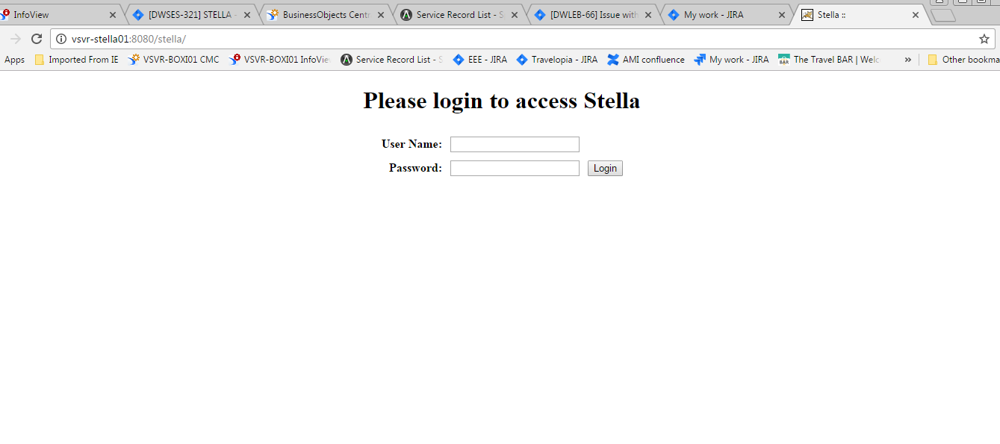 InfoView [DWSES-321] STELLA - BusinessObjects Centr Service Record List - S [DWLEB-66] Issue with My work - JIRA Stella ::
vsvr-stella01:8080/stella/
Apps Imported From IE VSVR-BOXI01 CMC VSVR-BOXI01 InfoView Service Record List - S EEE - JIRA Travelopia - JIRA AMI confluence My work - JIRA BAR The Travel BAR | Welc » Other bookma
Please login to access Stella
User Name:
Password: Login